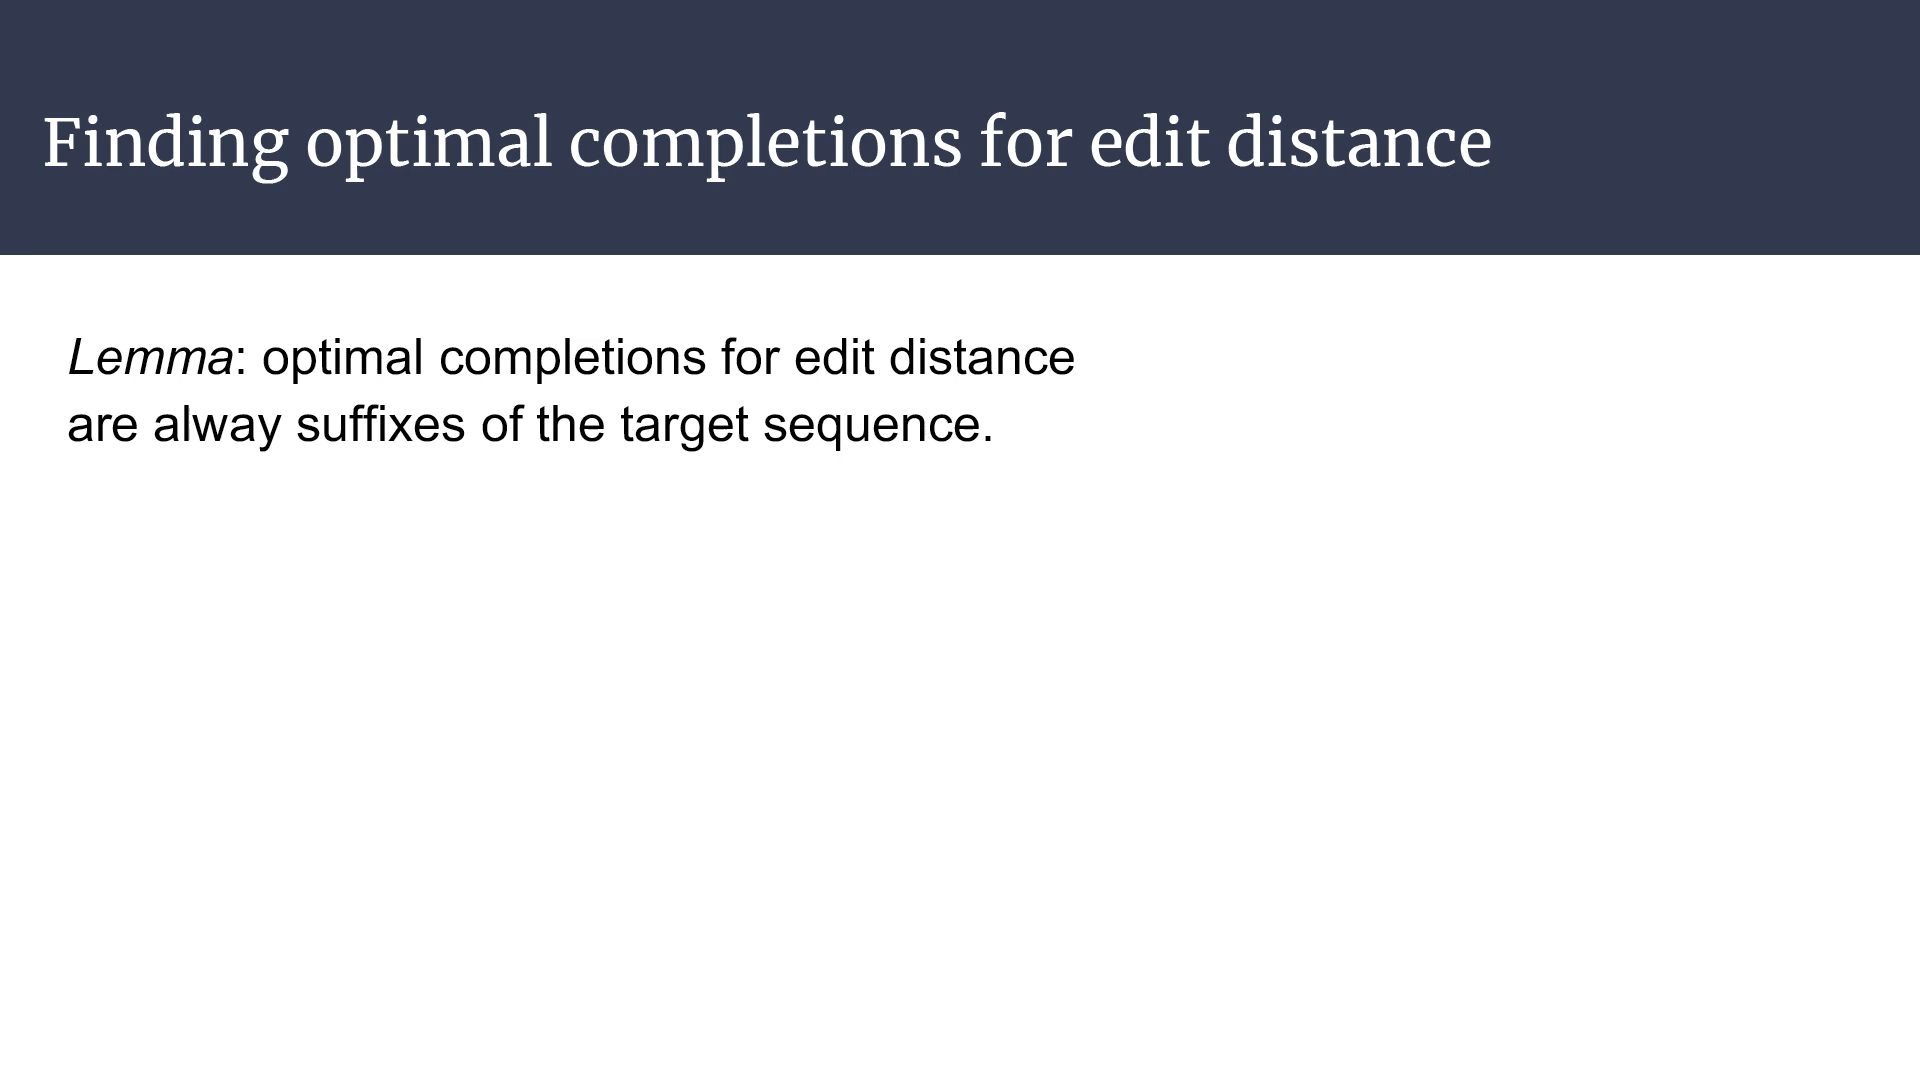 Finding optimal completions for edit distance
Lemma: optimal completions for edit distance
are alway suffixes of the target sequence.